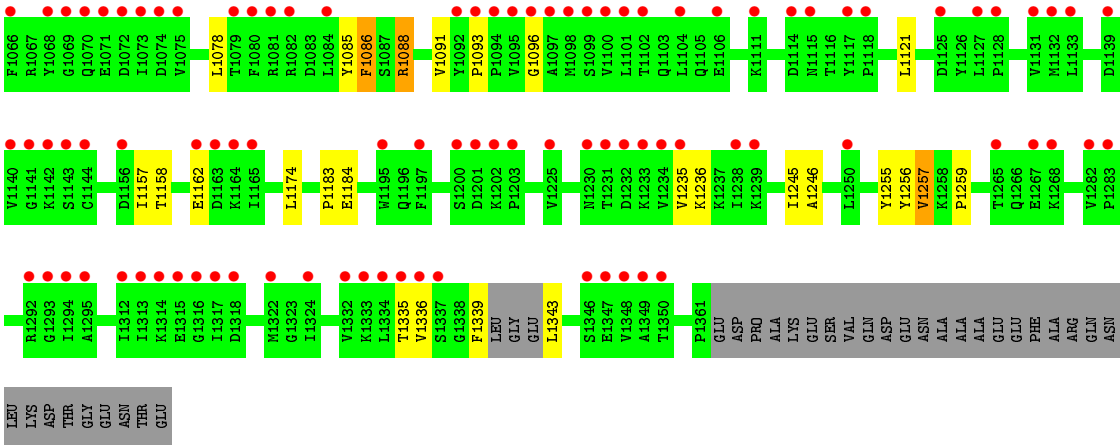 F1066 R1067 Y1068 G1069 Q1070 E1071 D1072 I1073 D1074 V1075 L1078 T1079 F1080 R1081 R1082 D1083 L1084 Y1085 F1086 S1087 R1088 V1091 Y1092 P1093 P1094 V1095 G1096 A1097 M1098 S1099 V1100 L1101 T1102 Q1103 L1104 Q1105 E1106 K1111 D1114 N1115 T1116 Y1117 P1118 L1121 D1125 Y1126 L1127 P1128 V1131 M1132 L1133 D1139
V1140 G1141 K1142 S1143 C1144 D1156 I1157 T1158 E1162 D1163 K1164 I1165 L1174 P1183 E1184 W1195 Q1196 F1197 S1200 D1201 K1202 P1203 V1225 N1230 T1231 D1232 K1233 V1234 V1235 K1236 K1237 I1238 K1239 I1245 A1246 L1250 Y1255 Y1256 V1257 K1258 P1259 T1265 Q1266 E1267 K1268 V1282 P1283
R1292 G1293 I1294 A1295 I1312 I1313 K1314 E1315 G1316 I1317 D1318 M1322 G1323 I1324 V1332 K1333 L1334 T1335 V1336 S1337 G1338 F1339 LEU GLY GLU L1343 S1346 E1347 V1348 A1349 T1350 P1361 GLU ASP PRO ALA LYS GLU SER VAL GLN ASP GLU ASN ALA ALA ALA GLU GLU PHE ALA ARG GLN ASN
LEU LYS ASP THR GLY GLU ASN THR GLU